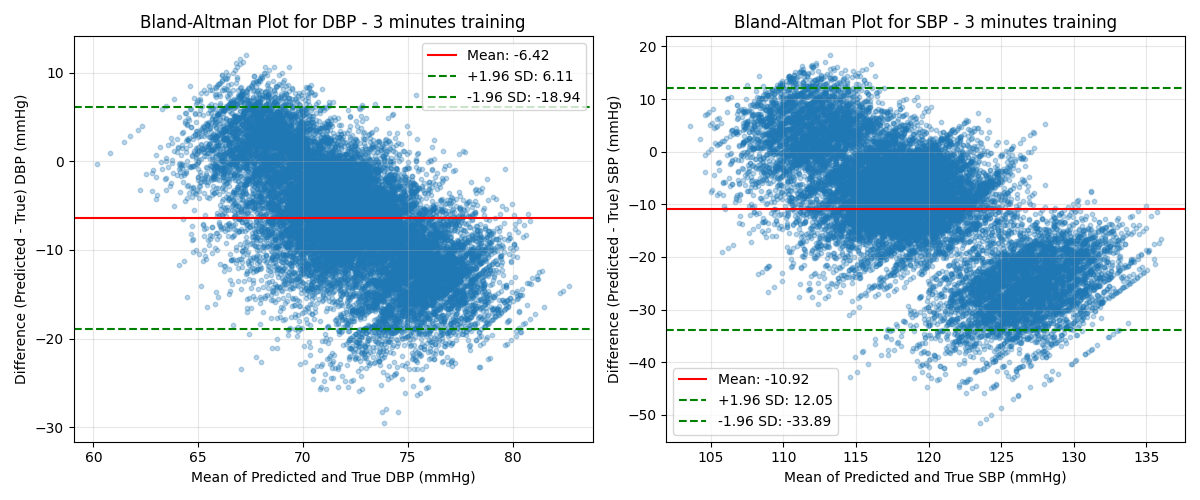 Bland-Altman Plot for DBP - 3 minutes training
Difference (Predicted - True) DBP (mmHg)
10
0
−10
−20
−30
Mean: -6.42
+1.96 SD: 6.11
-1.96 SD: -18.94
60 65 70 75 80
Mean of Predicted and True DBP (mmHg)
Bland-Altman Plot for SBP - 3 minutes training
Difference (Predicted - True) SBP (mmHg)
20
10
0
−10
−20
−30
−40
−50
Mean: -10.92
+1.96 SD: 12.05
-1.96 SD: -33.89
105 110 115 120 125 130 135
Mean of Predicted and True SBP (mmHg)